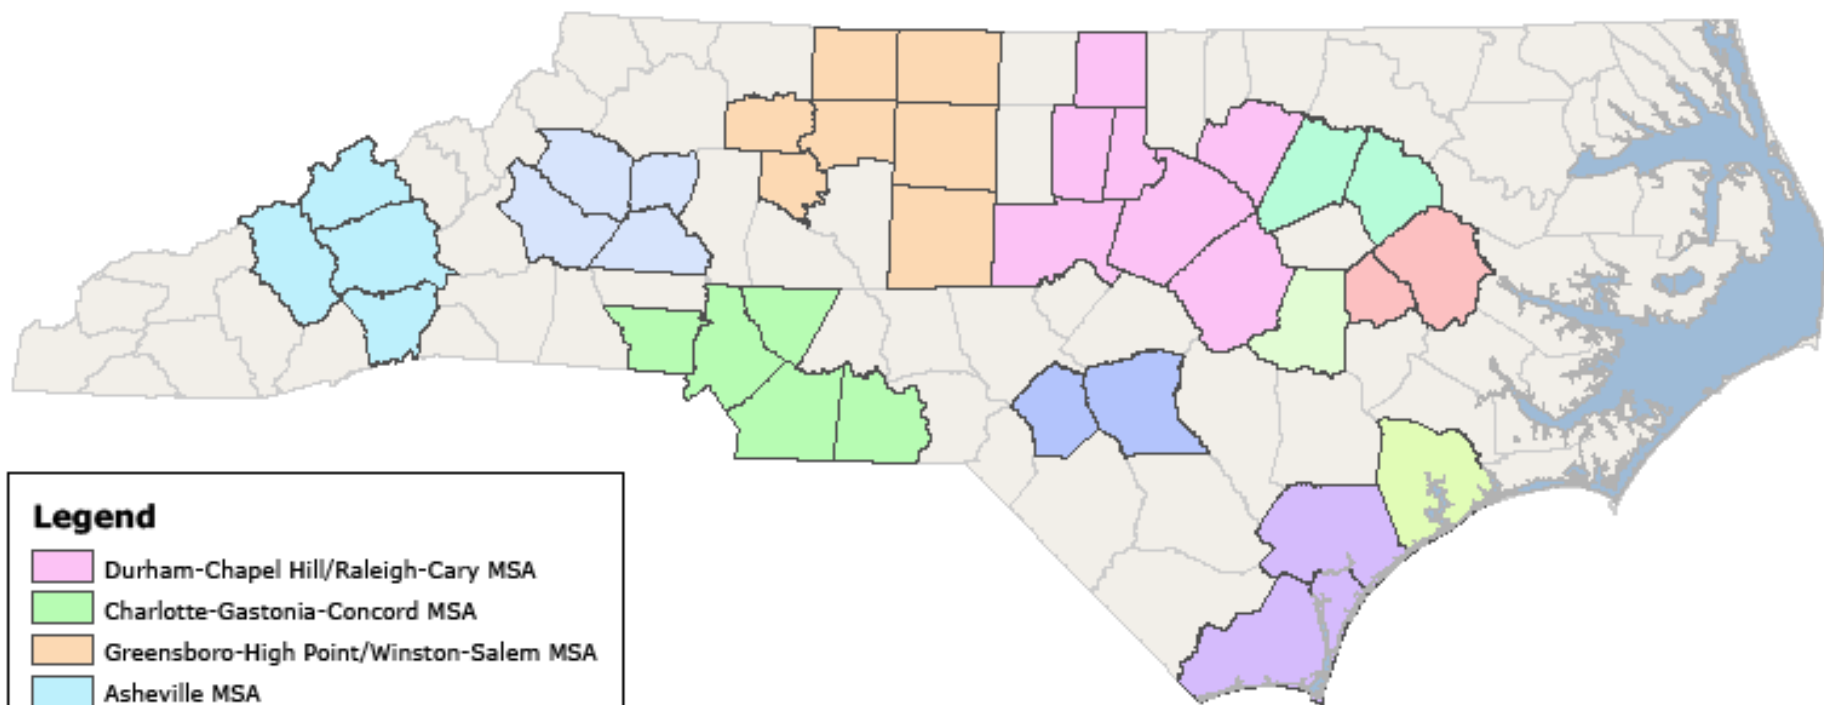 Legend
Durham-Chapel Hill/Raleigh-Cary MSA
Charlotte-Gastonia-Concord MSA
Greensboro-High Point/Winston-Salem MSA
Asheville MSA